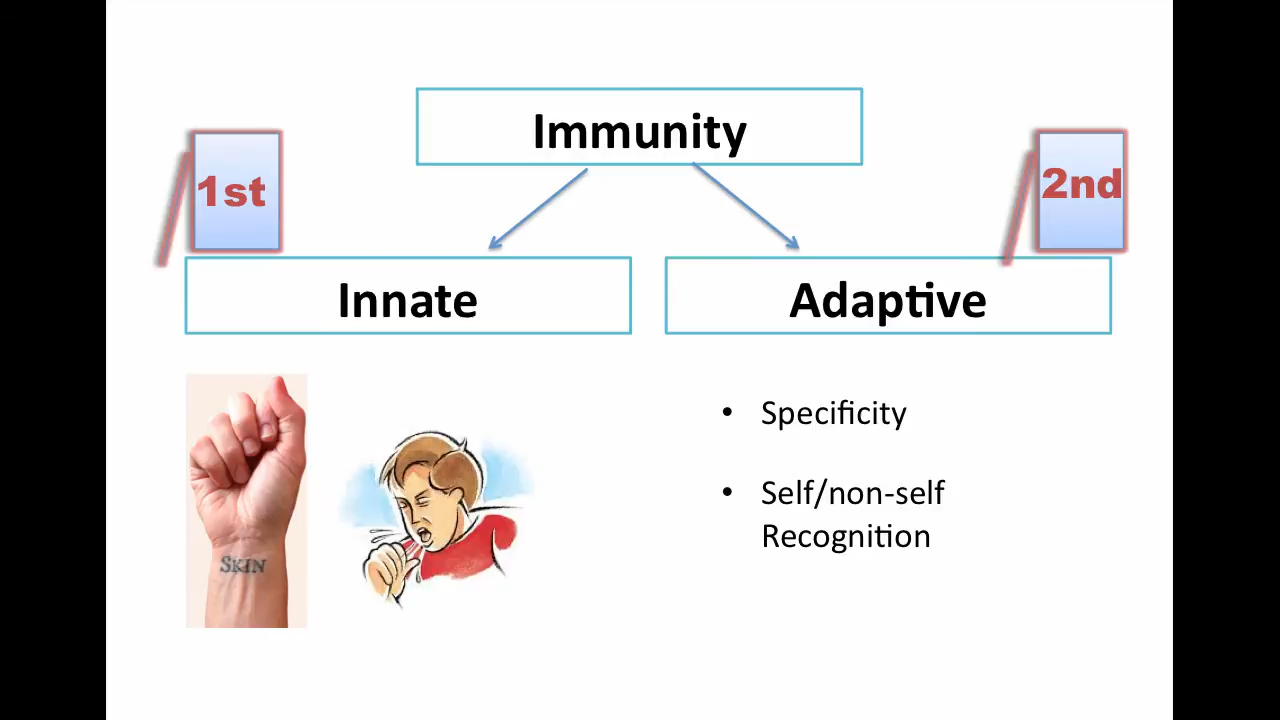 Immunity
1st
2nd
Innate
Adaptive
• Specificity
• Self/non-self
Recognition
SKIN